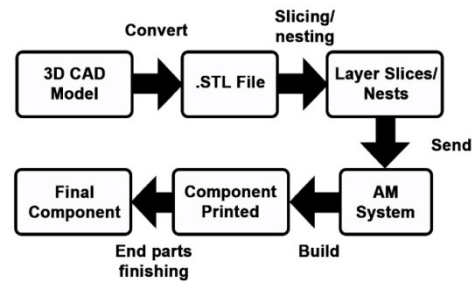 Convert
Slicing/
nesting
3D CAD
Model
.STL File
Layer Slices/
Nests
Send
Final
Component
Component
Printed
AM
System
End parts
finishing
Build